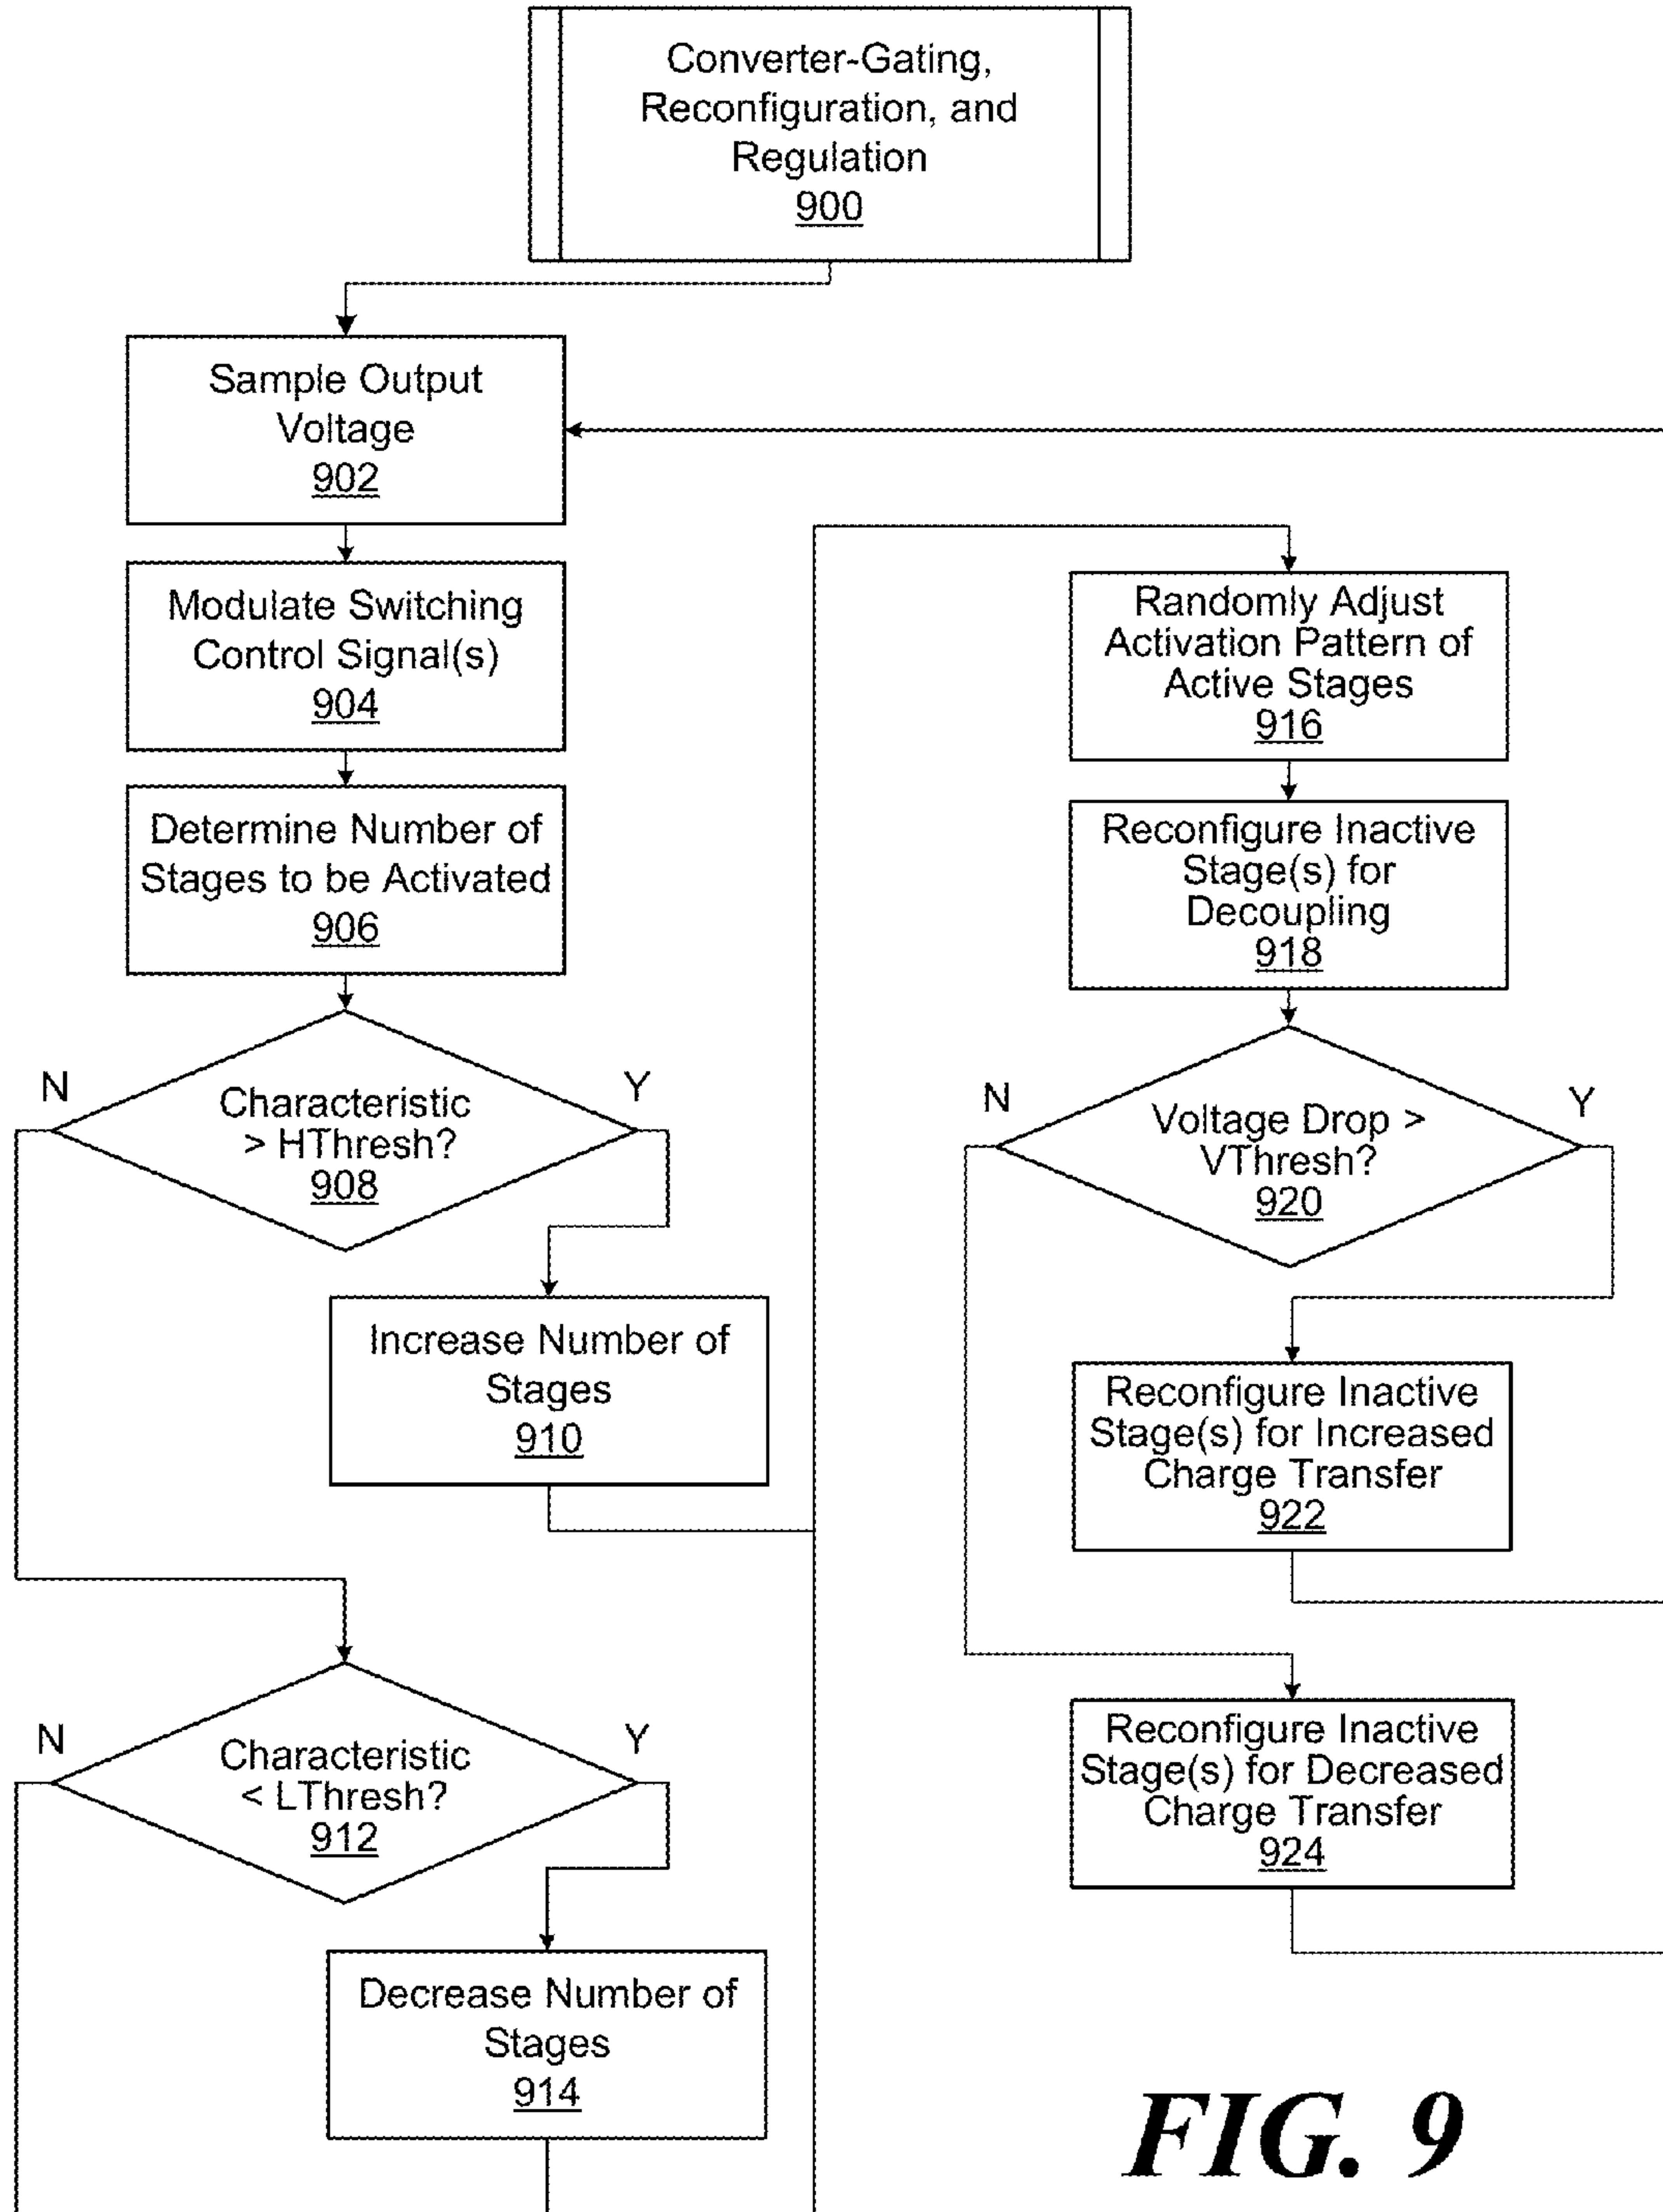 Converter-Gating,
Reconfiguration, and
Regulation
900
Sample Output
Voltage
902
Modulate Switching
Control Signal(s)
904
Determine Number of
Stages to be Activated
906
N
Y
Characteristic
> HThresh?
908
Increase Number of
Stages
910
N
Y
Characteristic
< LThresh?
912
Decrease Number of
Stages
914
Randomly Adjust
Activation Pattern of
Active Stages
916
Reconfigure Inactive
Stage(s) for
Decoupling
918
N
Y
Voltage Drop >
VThresh?
920
Reconfigure Inactive
Stage(s) for Increased
Charge Transfer
922
Reconfigure Inactive
Stage(s) for Decreased
Charge Transfer
924
FIG. 9